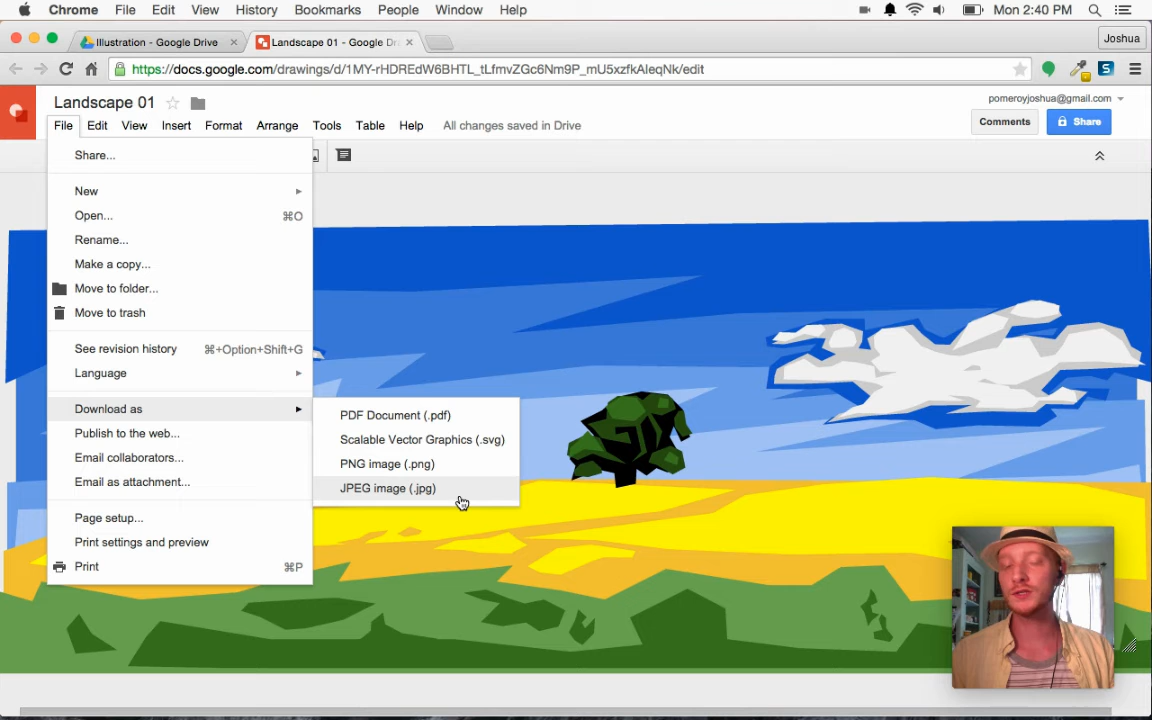 Chrome File Edit View History Bookmarks People Window Help Mon 2:40 PM
Illustration - Google Drive Landscape 01 - Google Dr Joshua
https://docs.google.com/drawings/d/1MY-rHDREdW6BHTL_tLfmvZGc6Nm9P_mU5xzfkAIeqNk/edit
Landscape 01 pomeroyjoshua@gmail.com
File Edit View Insert Format Arrange Tools Table Help All changes saved in Drive Comments Share
Share...
New
Open... ⌘O
Rename...
Make a copy...
Move to folder...
Move to trash
See revision history ⌘+Option+Shift+G
Language
Download as
PDF Document (.pdf)
Publish to the web...
Scalable Vector Graphics (.svg)
Email collaborators...
PNG image (.png)
Email as attachment...
JPEG image (.jpg)
Page setup...
Print settings and preview
Print ⌘P